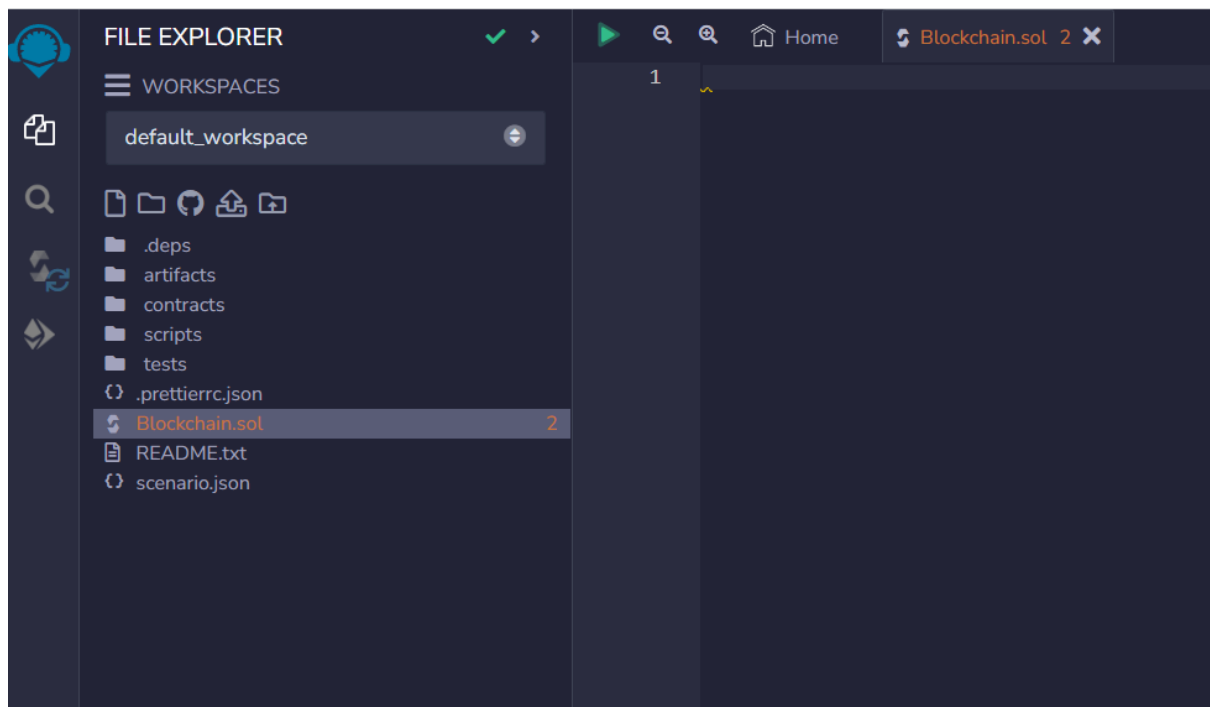 FILE EXPLORER
WORKSPACES
default_workspace
.deps
artifacts
contracts
scripts
tests
.prettierrc.json
Blockchain.sol 2
README.txt
scenario.json
Home
Blockchain.sol 2
1